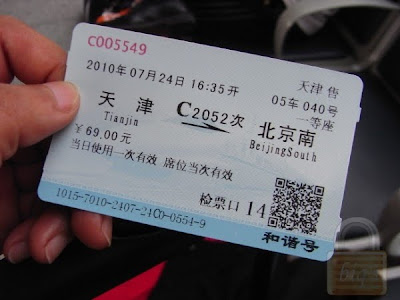 C005549
天津售
2010年07月24日 16:35开
05车 040号
一等座
天津 C2052次 北京南
Tianjin BeijingSouth
￥69.00元
当日使用一次有效 席位当次有效
检票口 14
1015-7010-2407-24C0-0554-9
和谐号